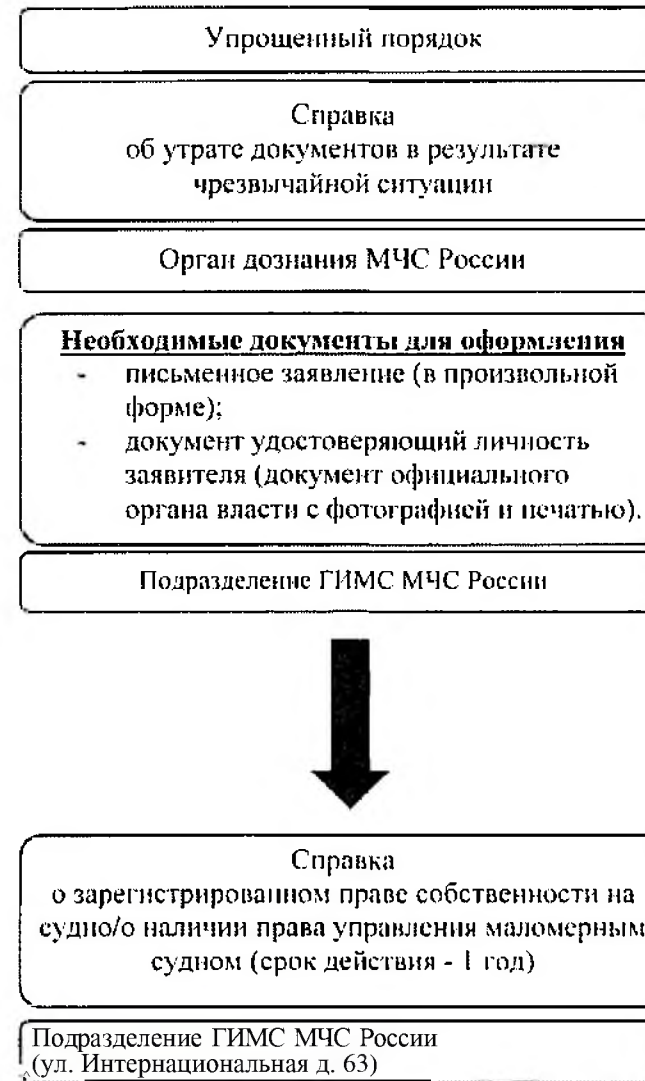 Упрощенный порядок
Справка
об утрате документов в результате
чрезвычайной ситуации
Орган дознания МЧС России
Необходимые документы для оформления
- письменное заявление (в произвольной
форме);
- документ удостоверяющий личность
заявителя (документ официального
органа власти с фотографией и печатью).
Подразделение ГИМС МЧС России
Справка
о зарегистрированном праве собственности на
судно/о наличии права управления маломерным
судном (срок действия - 1 год)
Подразделение ГИМС МЧС России
(ул. Интернациональная д. 63)